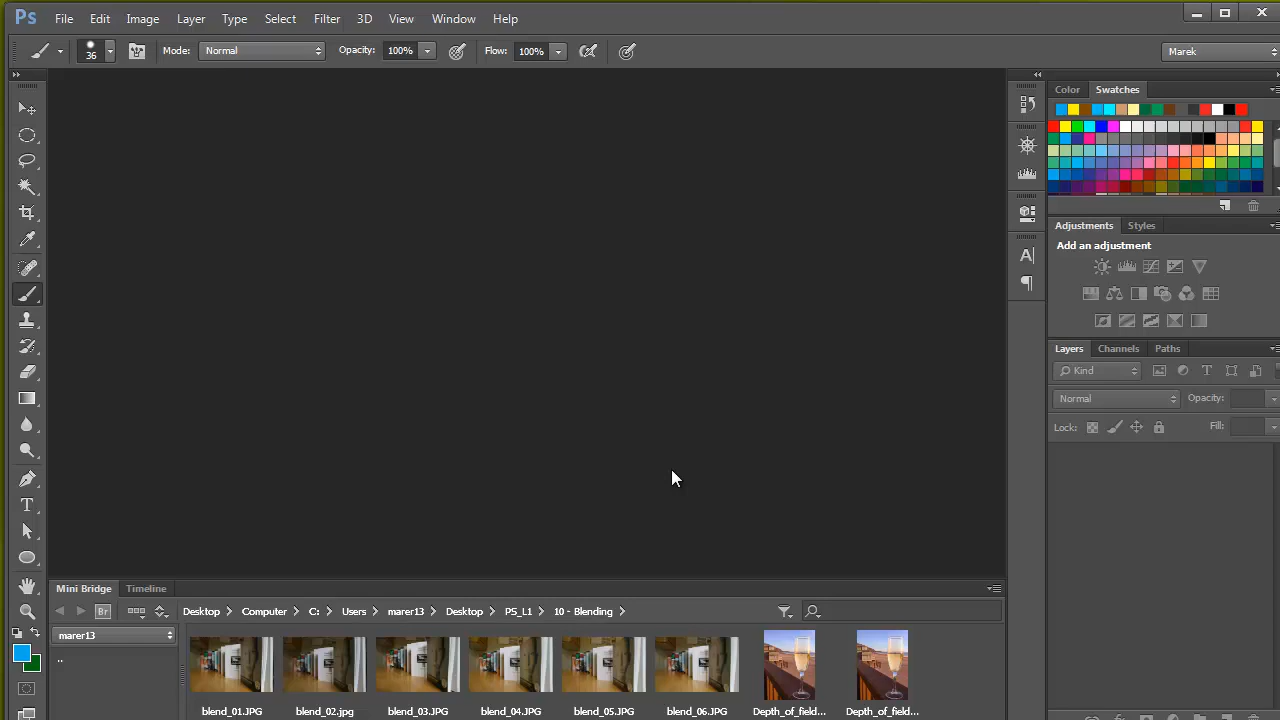 Ps File Edit Image Layer Type Select Filter 3D View Window Help
36 Mode: Normal Opacity: 100% Flow: 100% Marek
Color Swatches
Adjustments Styles
Add an adjustment
Layers Channels Paths
Kind
Normal Opacity:
Lock: Fill:
Mini Bridge Timeline
Br Desktop Computer C: Users marer13 Desktop PS_L1 10 - Blending
marer13
..
blend_01.JPG blend_02.jpg blend_03.JPG blend_04.JPG blend_05.JPG blend_06.JPG Depth_of_field... Depth_of_field...